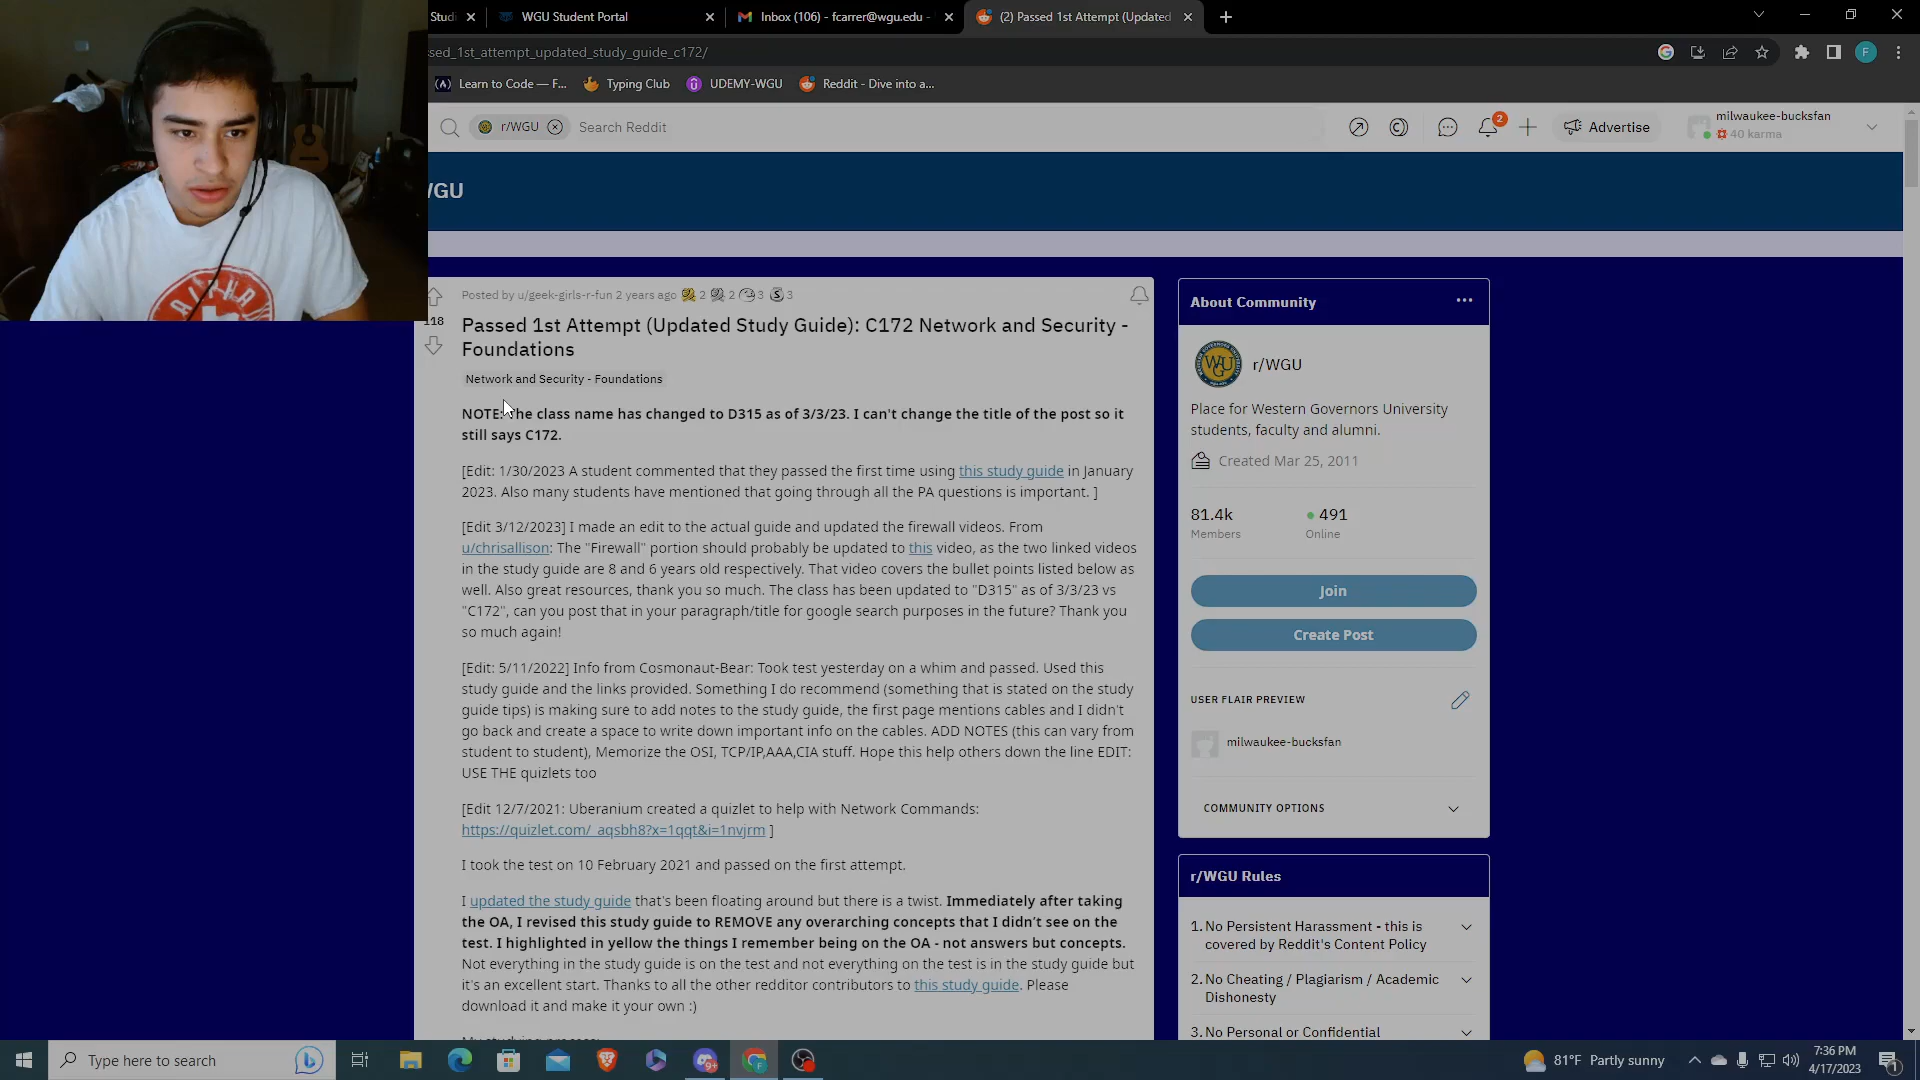 Studi
WGU Student Portal
Inbox (106) - fcarrer@wgu.edu -
(2) Passed 1st Attempt (Updated
ssed_1st_attempt_updated_study_guide_c172/
F
Learn to Code — F...
Typing Club
UDEMY-WGU
Reddit - Dive into a...
r/WGU
Search Reddit
2
Advertise
milwaukee-bucksfan
40 karma
WGU
Posted by u/geek-girls-r-fun 2 years ago 2 2 3 3
118
Passed 1st Attempt (Updated Study Guide): C172 Network and Security -
Foundations
Network and Security - Foundations
NOTE: The class name has changed to D315 as of 3/3/23. I can't change the title of the post so it
still says C172.
[Edit: 1/30/2023 A student commented that they passed the first time using this study guide in January
2023. Also many students have mentioned that going through all the PA questions is important. ]
[Edit 3/12/2023] I made an edit to the actual guide and updated the firewall videos. From
u/chrisallison: The "Firewall" portion should probably be updated to this video, as the two linked videos
in the study guide are 8 and 6 years old respectively. That video covers the bullet points listed below as
well. Also great resources, thank you so much. The class has been updated to "D315" as of 3/3/23 vs
"C172", can you post that in your paragraph/title for google search purposes in the future? Thank you
so much again!
[Edit: 5/11/2022] Info from Cosmonaut-Bear: Took test yesterday on a whim and passed. Used this
study guide and the links provided. Something I do recommend (something that is stated on the study
guide tips) is making sure to add notes to the study guide, the first page mentions cables and I didn't
go back and create a space to write down important info on the cables. ADD NOTES (this can vary from
student to student), Memorize the OSI, TCP/IP,AAA,CIA stuff. Hope this help others down the line EDIT:
USE THE quizlets too
[Edit 12/7/2021: Uberanium created a quizlet to help with Network Commands:
https://quizlet.com/_aqsbh8?x=1qqt&i=1nvjrm ]
I took the test on 10 February 2021 and passed on the first attempt.
I updated the study guide that's been floating around but there is a twist. Immediately after taking
the OA, I revised this study guide to REMOVE any overarching concepts that I didn’t see on the
test. I highlighted in yellow the things I remember being on the OA - not answers but concepts.
Not everything in the study guide is on the test and not everything on the test is in the study guide but
it's an excellent start. Thanks to all the other redditor contributors to this study guide. Please
download it and make it your own :)
About Community
r/WGU
Place for Western Governors University
students, faculty and alumni.
Created Mar 25, 2011
81.4k
Members
491
Online
Join
Create Post
USER FLAIR PREVIEW
milwaukee-bucksfan
COMMUNITY OPTIONS
r/WGU Rules
1. No Persistent Harassment - this is
covered by Reddit's Content Policy
2. No Cheating / Plagiarism / Academic
Dishonesty
3. No Personal or Confidential
Type here to search
81°F Partly sunny
7:36 PM
4/17/2023